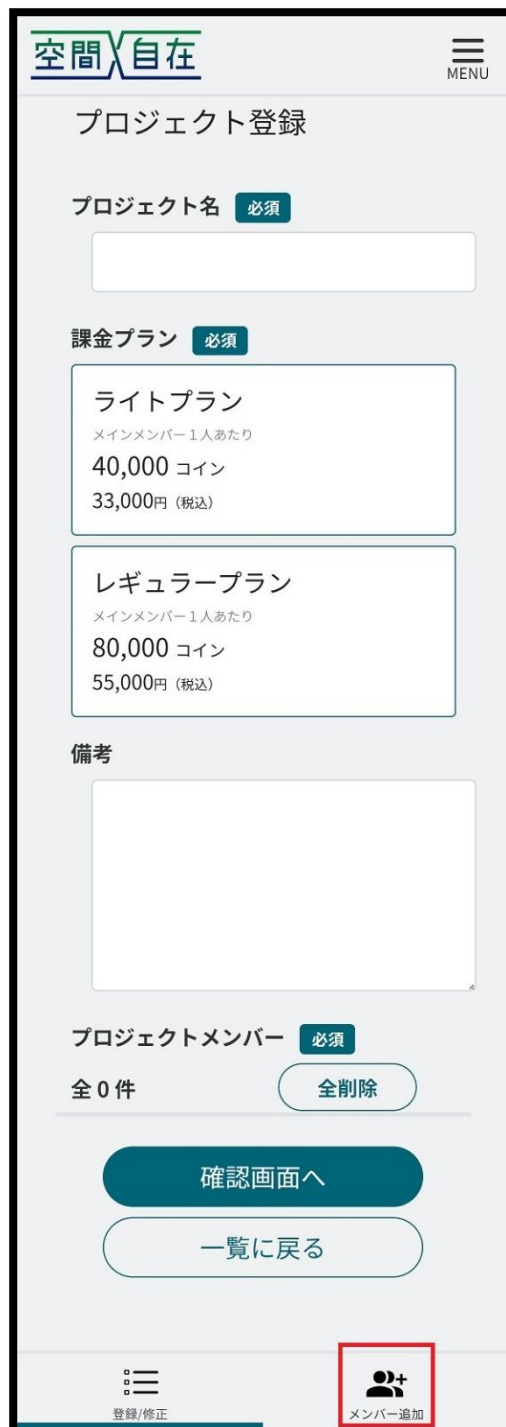 空間自在
MENU
プロジェクト登録
プロジェクト名 必須
課金プラン 必須
ライトプラン
メインメンバー1人あたり
40,000 コイン
33,000円（税込）
レギュラープラン
メインメンバー1人あたり
80,000 コイン
55,000円（税込）
備考
プロジェクトメンバー 必須
全0件 全削除
確認画面へ
一覧に戻る
登録/修正 メンバー追加